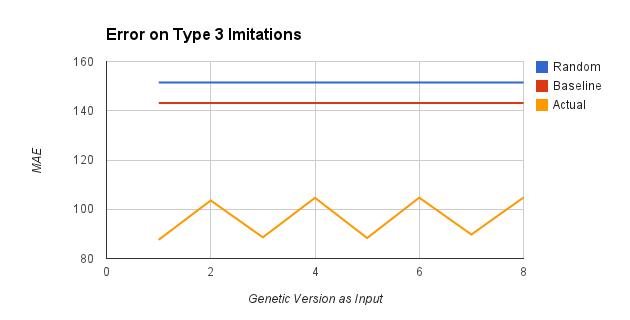 Error on Type 3 Imitations
160
140
120
100
80
MAE
0
2
4
6
8
Genetic Version as Input
Random
Baseline
Actual